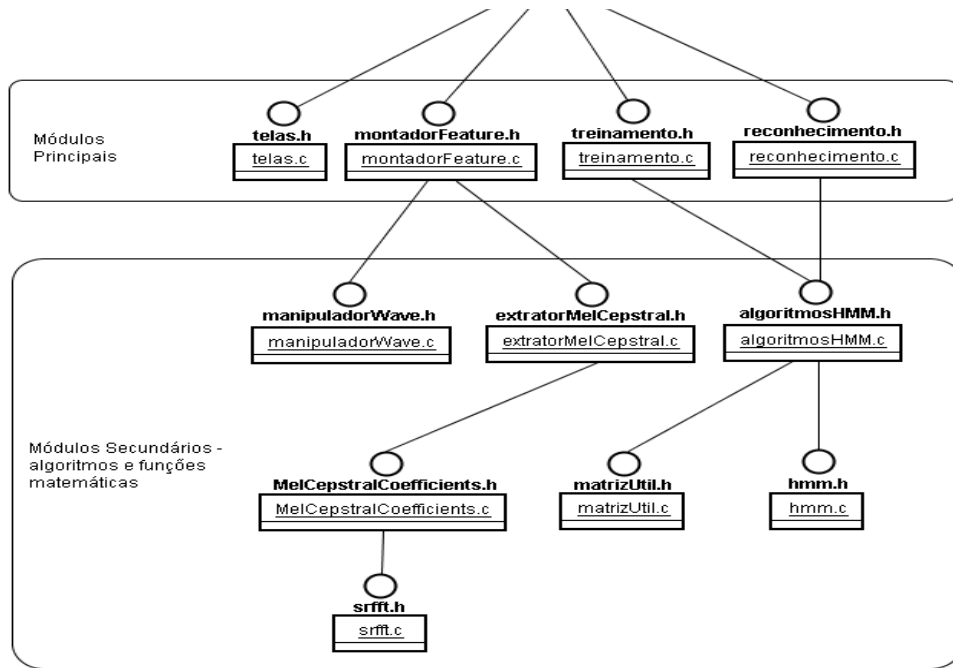 Módulos
Principais
telas.h
telas.c
montadorFeature.h
montadorFeature.c
treinamento.h
treinamento.c
reconhecimento.h
reconhecimento.c
manipuladorWave.h
manipuladorWave.c
extratorMelCepstral.h
extratorMelCepstral.c
algoritmosHMM.h
algoritmosHMM.c
Módulos Secundários -
algoritmos e funções
matemáticas
MelCepstralCoefficients.h
MelCepstralCoefficients.c
matrizUtil.h
matrizUtil.c
hmm.h
hmm.c
srfft.h
srfft.c